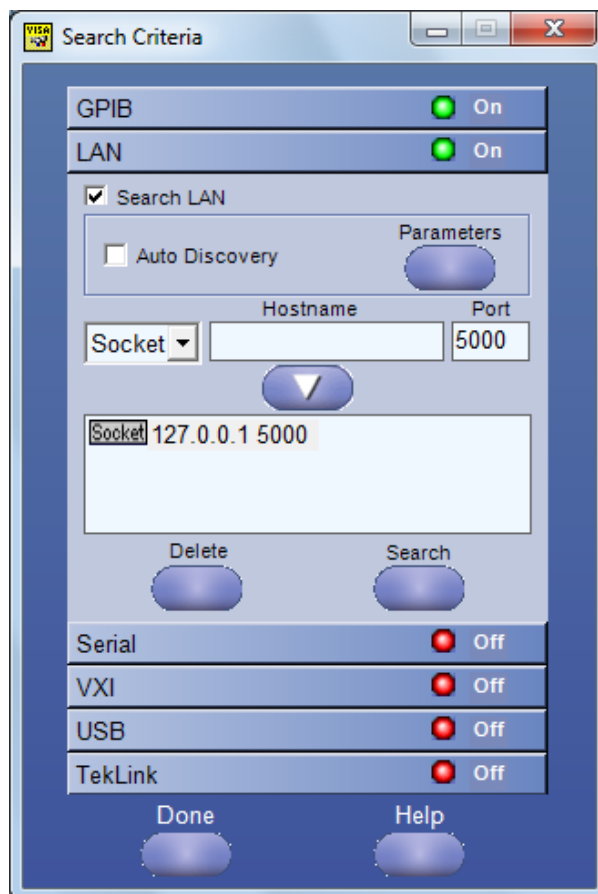 VISA Search Criteria
GPIB On
LAN On
Search LAN
Auto Discovery Parameters
Hostname Port
Socket 5000
Socket 127.0.0.1 5000
Delete Search
Serial Off
VXI Off
USB Off
TekLink Off
Done Help